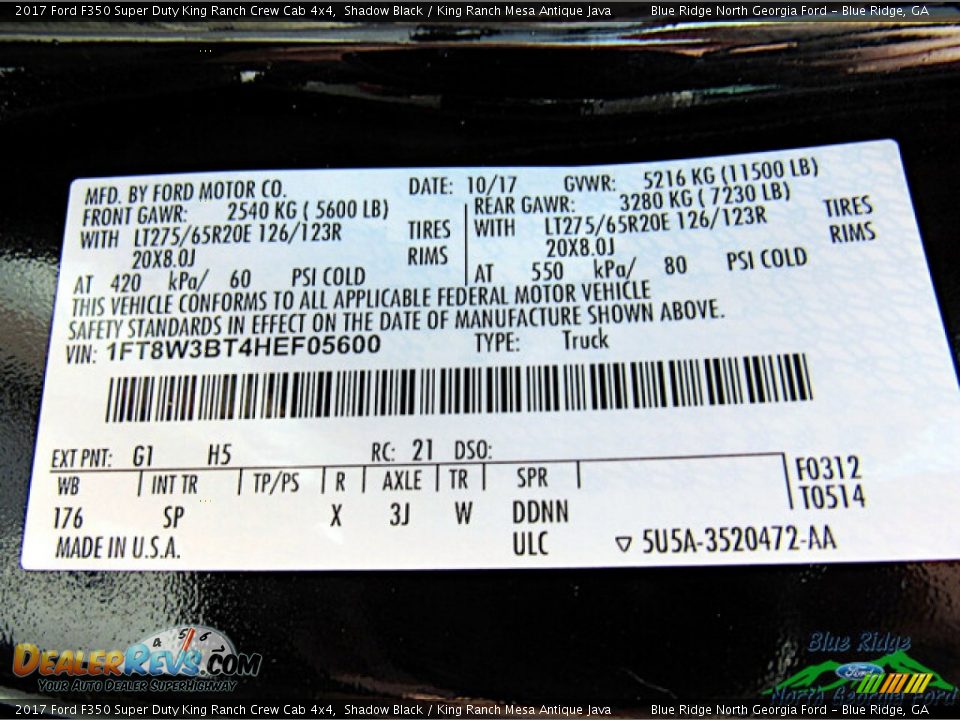 2017 Ford F350 Super Duty King Ranch Crew Cab 4x4, Shadow Black / King Ranch Mesa Antique Java Blue Ridge North Georgia Ford - Blue Ridge, GA
MFD. BY FORD MOTOR CO. DATE: 10/17 GVWR: 5216 KG (11500 LB)
FRONT GAWR: 2540 KG ( 5600 LB) REAR GAWR: 3280 KG ( 7230 LB)
WITH LT275/65R20E 126/123R TIRES WITH LT275/65R20E 126/123R TIRES
20X8.0J RIMS 20X8.0J RIMS
AT 420 kPa/ 60 PSI COLD AT 550 kPa/ 80 PSI COLD
THIS VEHICLE CONFORMS TO ALL APPLICABLE FEDERAL MOTOR VEHICLE
SAFETY STANDARDS IN EFFECT ON THE DATE OF MANUFACTURE SHOWN ABOVE.
VIN: 1FT8W3BT4HEF05600 TYPE: Truck
EXT PNT: G1 H5 RC: 21 DSO:
WB INT TR TP/PS R AXLE TR SPR F0312
T0514
176 SP X 3J W DDNN
MADE IN U.S.A. ULC 5U5A-3520472-AA
4 5 6
DEALERREVS.COM
YOUR AUTO DEALER SUPERHIGHWAY
Blue Ridge
Ford
North Georgia Ford
2017 Ford F350 Super Duty King Ranch Crew Cab 4x4, Shadow Black / King Ranch Mesa Antique Java Blue Ridge North Georgia Ford - Blue Ridge, GA